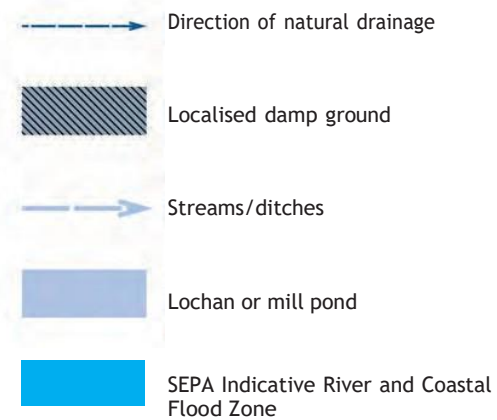 Direction of natural drainage
Localised damp ground
Streams/ditches
Lochan or mill pond
SEPA Indicative River and Coastal
Flood Zone